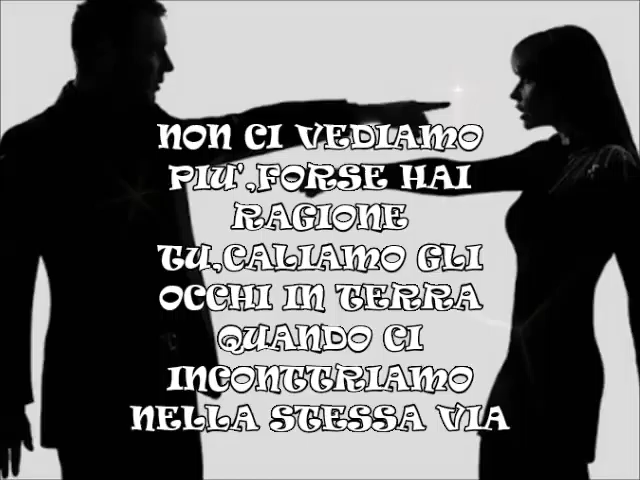 NON CI VEDIAMO
PIU',FORSE HAI
RAGIONE
TU,CALIAMO GLI
OCCHI IN TERRA
QUANDO CI
INCONTTRIAMO
NELLA STESSA VIA